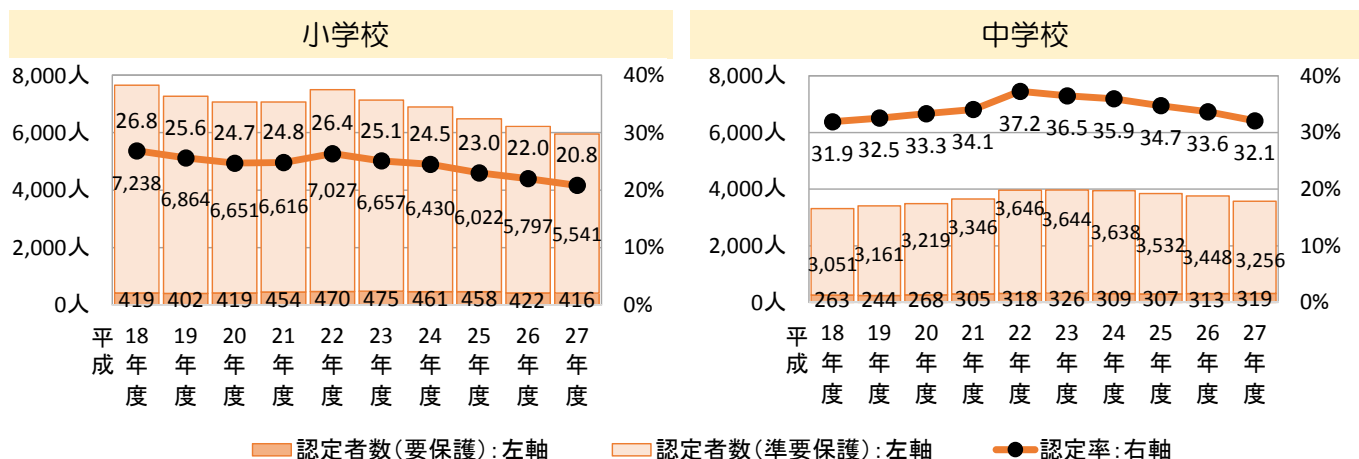 小学校
8,000人
6,000人
4,000人
2,000人
0人
40%
30%
20%
10%
0%
26.8 25.6 24.7 24.8 26.4 25.1 24.5 23.0 22.0 20.8
7,238 6,864 6,651 6,616 7,027 6,657 6,430 6,022 5,797 5,541
419 402 419 454 470 475 461 458 422 416
平成 18年度 19年度 20年度 21年度 22年度 23年度 24年度 25年度 26年度 27年度
中学校
8,000人
6,000人
4,000人
2,000人
0人
40%
30%
20%
10%
0%
31.9 32.5 33.3 34.1 37.2 36.5 35.9 34.7 33.6 32.1
3,051 3,161 3,219 3,346 3,646 3,644 3,638 3,532 3,448 3,256
263 244 268 305 318 326 309 307 313 319
平成 18年度 19年度 20年度 21年度 22年度 23年度 24年度 25年度 26年度 27年度
認定者数(要保護):左軸 認定者数(準要保護):左軸 認定率:右軸